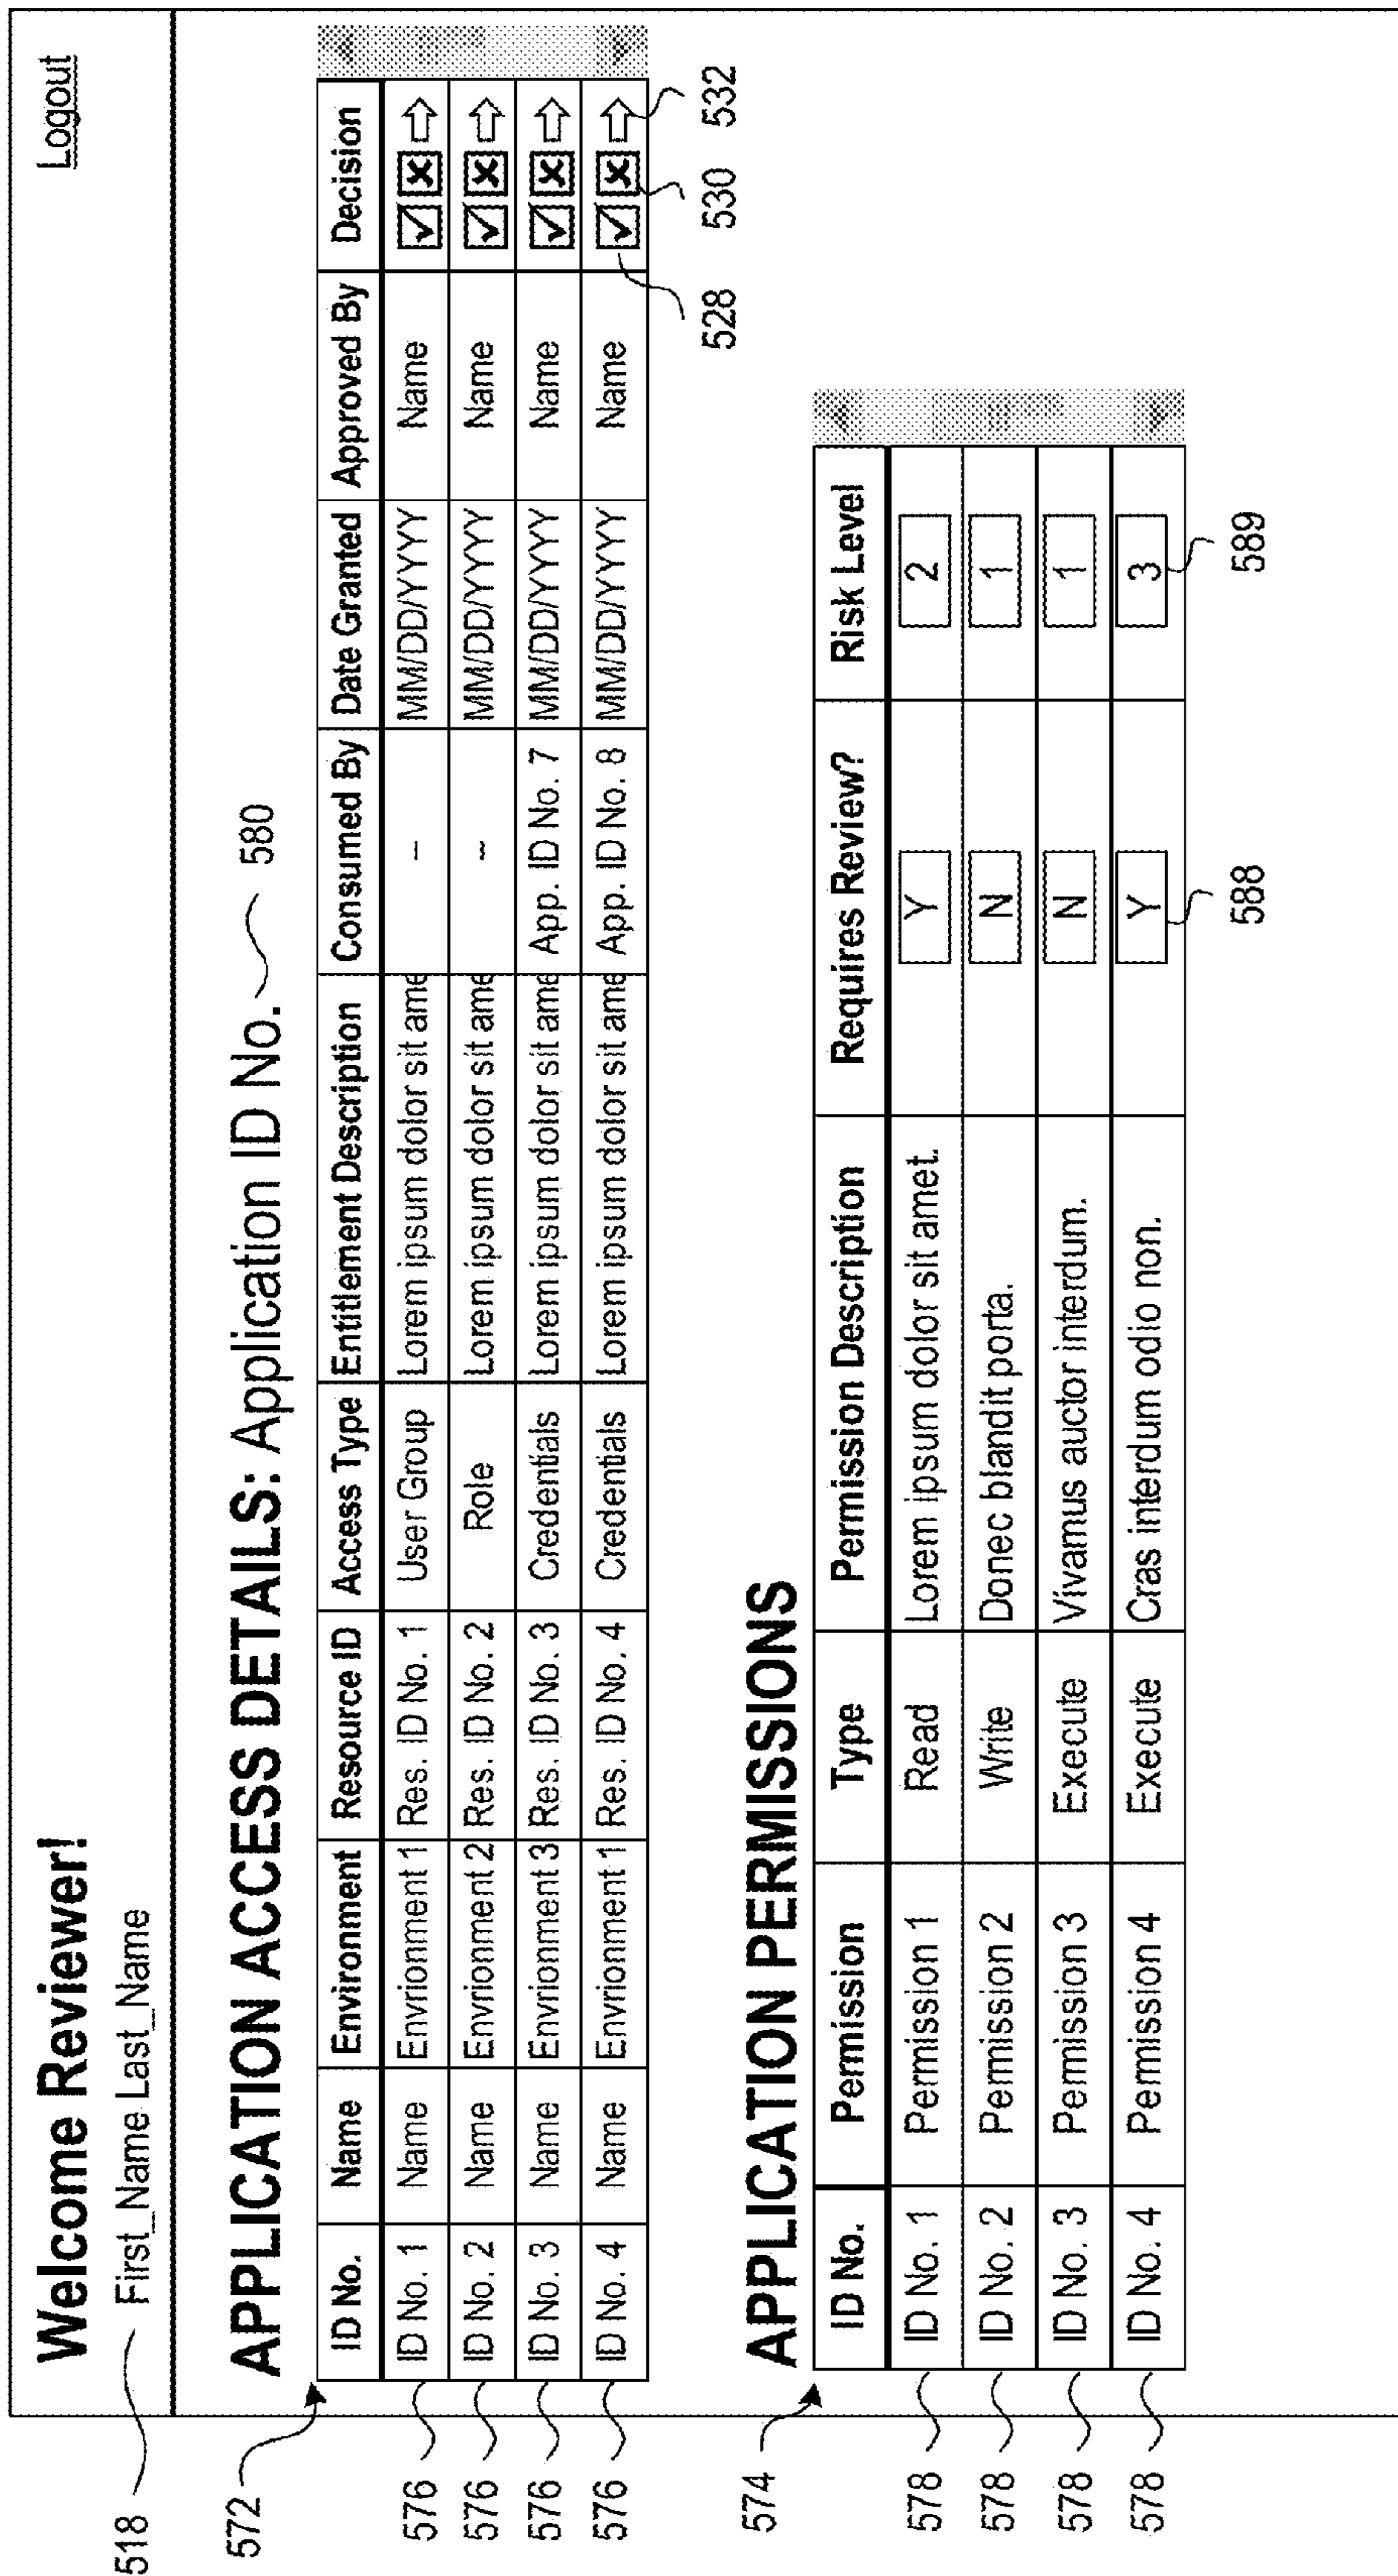 Welcome Reviewer!
Logout
518
First_Name Last_Name
APPLICATION ACCESS DETAILS: Application ID No.
580
572
ID No. Name Environment Resource ID Access Type Entitlement Description Consumed By Date Granted Approved By Decision
576 ID No. 1 Name Envrionment 1 Res. ID No. 1 User Group Lorem ipsum dolor sit ame -- MM/DD/YYYY Name
576 ID No. 2 Name Envrionment 2 Res. ID No. 2 Role Lorem ipsum dolor sit ame -- MM/DD/YYYY Name
576 ID No. 3 Name Envrionment 3 Res. ID No. 3 Credentials Lorem ipsum dolor sit ame App. ID No. 7 MM/DD/YYYY Name
576 ID No. 4 Name Envrionment 1 Res. ID No. 4 Credentials Lorem ipsum dolor sit ame App. ID No. 8 MM/DD/YYYY Name
528 530 532
APPLICATION PERMISSIONS
574
ID No. Permission Type Permission Description Requires Review? Risk Level
578 ID No. 1 Permission 1 Read Lorem ipsum dolor sit amet. Y 2
578 ID No. 2 Permission 2 Write Donec blandit porta. N 1
578 ID No. 3 Permission 3 Execute Vivamus auctor interdum. N 1
578 ID No. 4 Permission 4 Execute Cras interdum odio non. Y 3
588 589